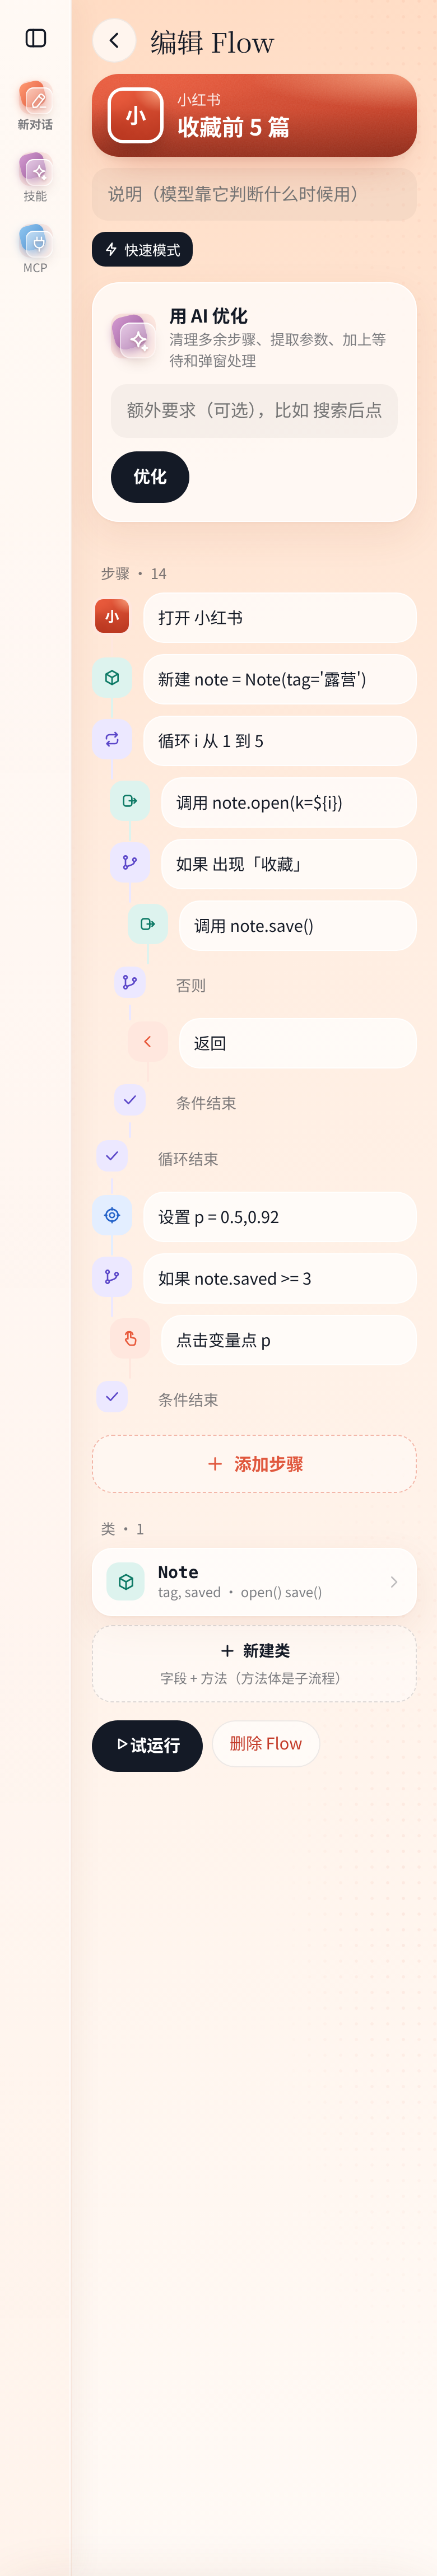 编辑 Flow
新对话
技能
MCP
小
小红书
收藏前 5 篇
说明（模型靠它判断什么时候用）
快速模式
用 AI 优化
清理多余步骤、提取参数、加上等
待和弹窗处理
额外要求（可选），比如 搜索后点
优化
步骤 · 14
小
打开 小红书
新建 note = Note(tag='露营')
循环 i 从 1 到 5
调用 note.open(k=${i})
如果 出现「收藏」
调用 note.save()
否则
返回
条件结束
循环结束
设置 p = 0.5,0.92
如果 note.saved >= 3
点击变量点 p
条件结束
添加步骤
类 · 1
Note
tag, saved · open() save()
新建类
字段 + 方法（方法体是子流程）
试运行
删除 Flow